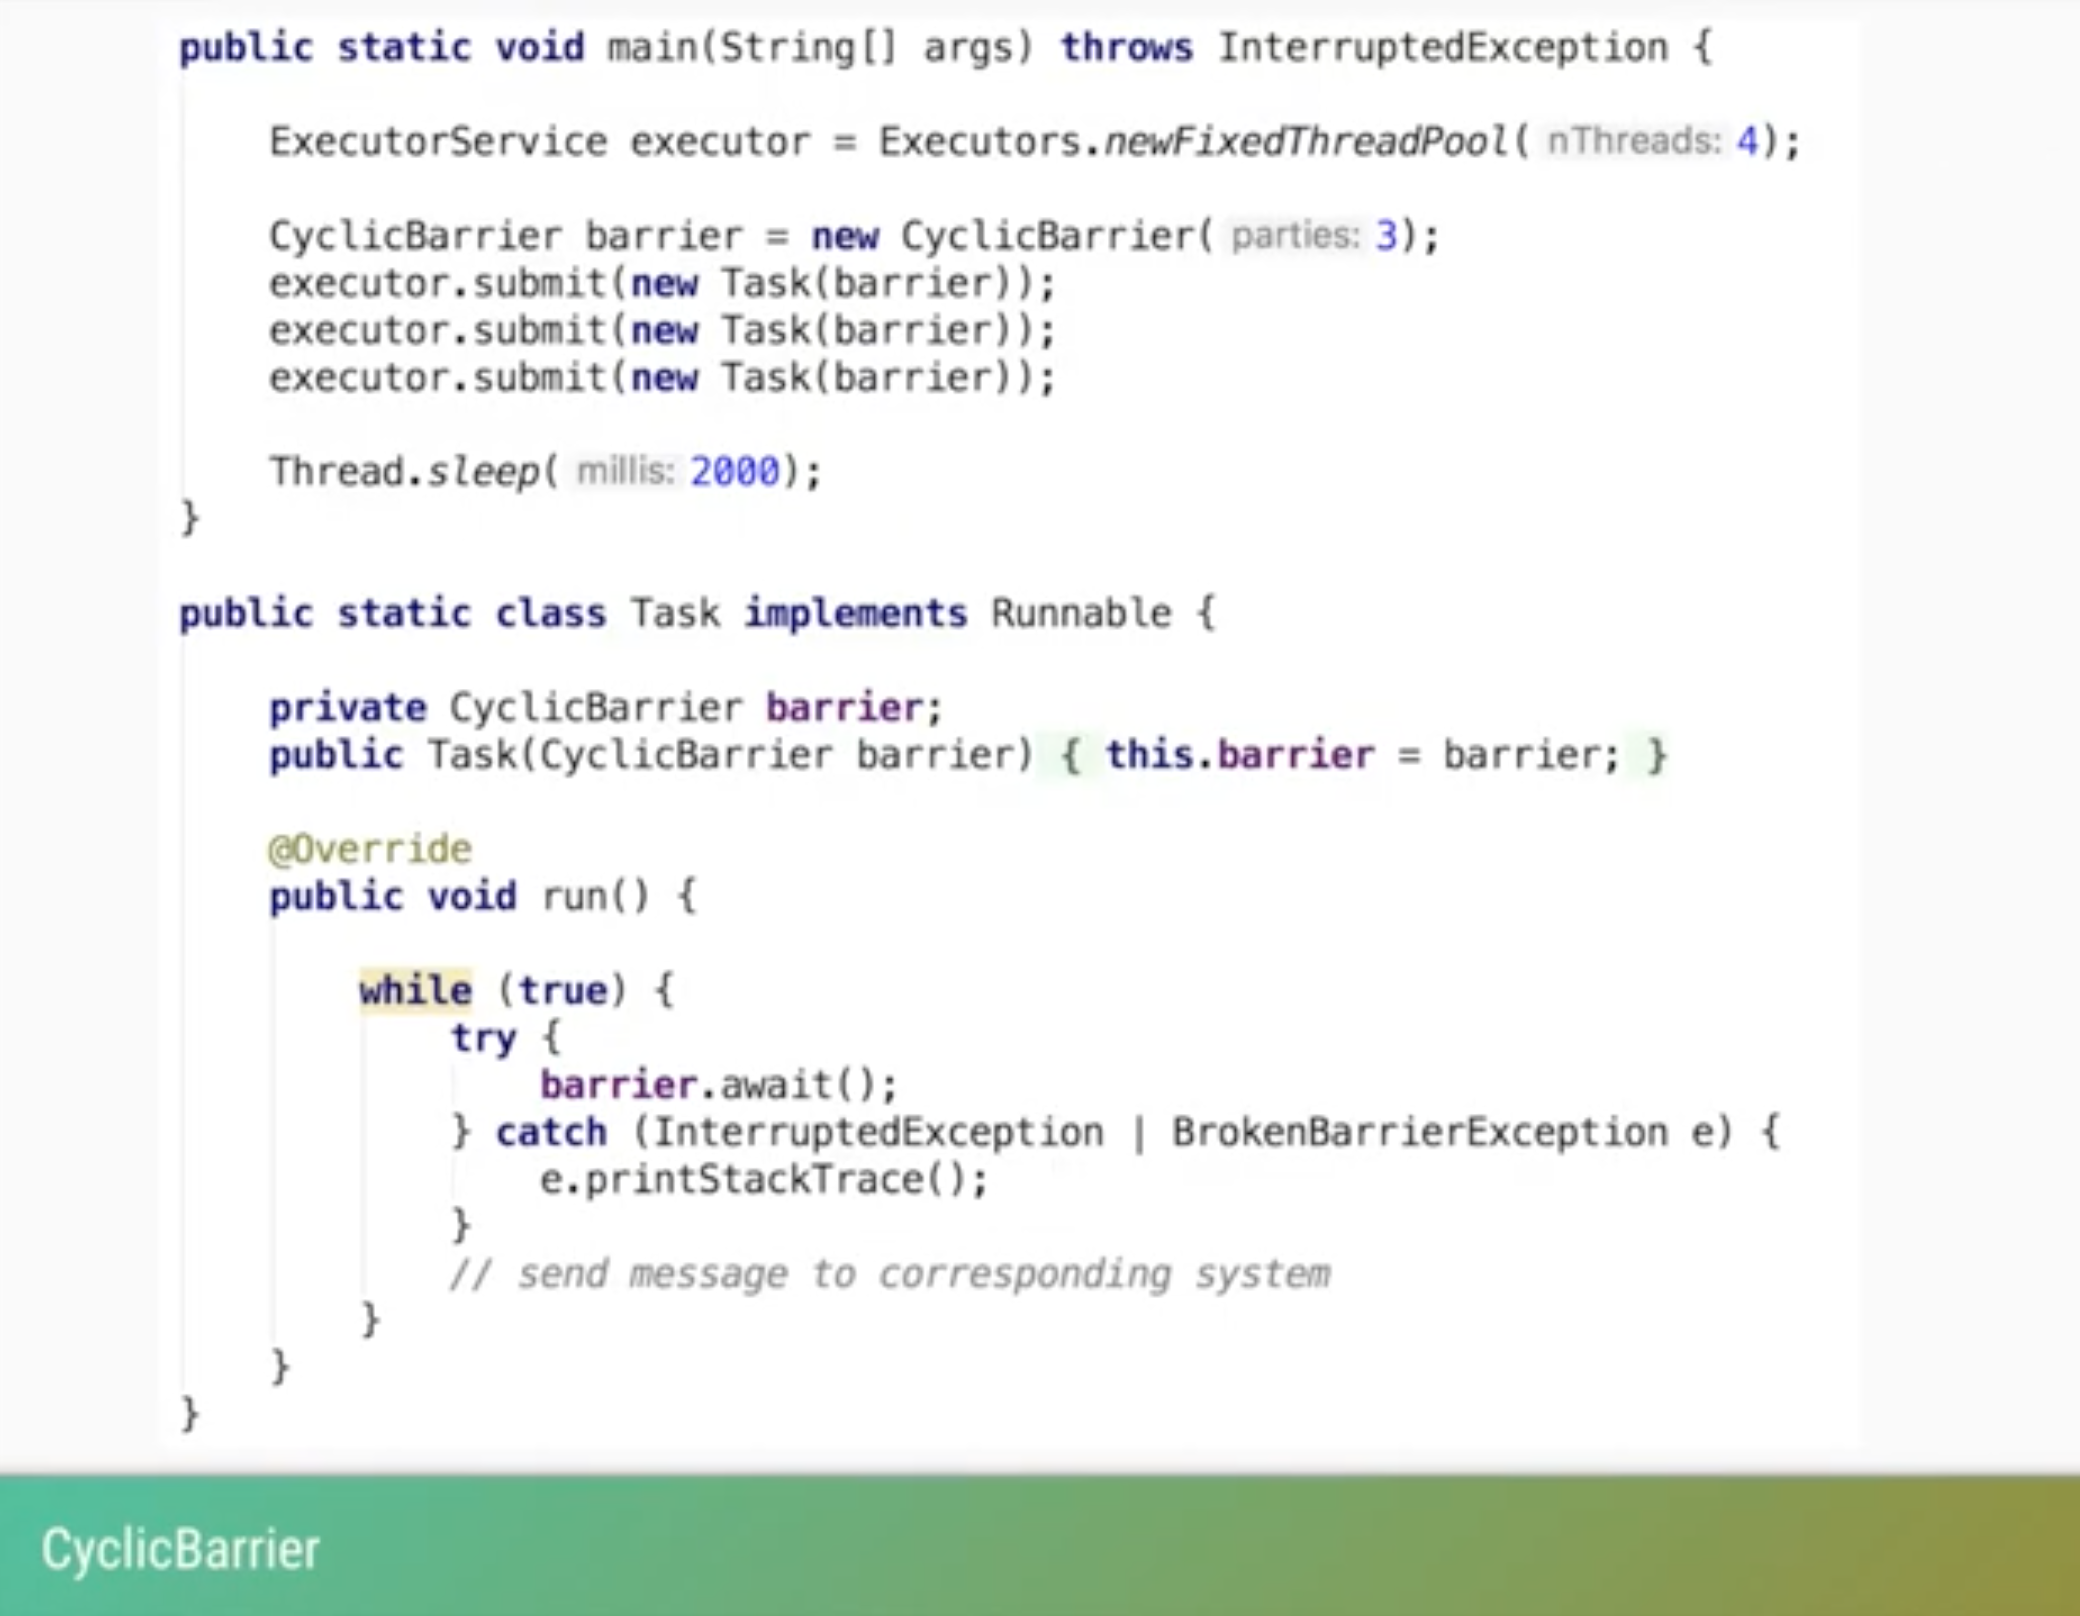 public static void main(String[] args) throws InterruptedException {
ExecutorService executor = Executors.newFixedThreadPool( nThreads: 4);
CyclicBarrier barrier = new CyclicBarrier( parties: 3);
executor.submit(new Task(barrier));
executor.submit(new Task(barrier));
executor.submit(new Task(barrier));
Thread.sleep( millis: 2000);
}
public static class Task implements Runnable {
private CyclicBarrier barrier;
public Task(CyclicBarrier barrier) { this.barrier = barrier; }
@Override
public void run() {
while (true) {
try {
barrier.await();
} catch (InterruptedException | BrokenBarrierException e) {
e.printStackTrace();
}
// send message to corresponding system
}
}
}
CyclicBarrier